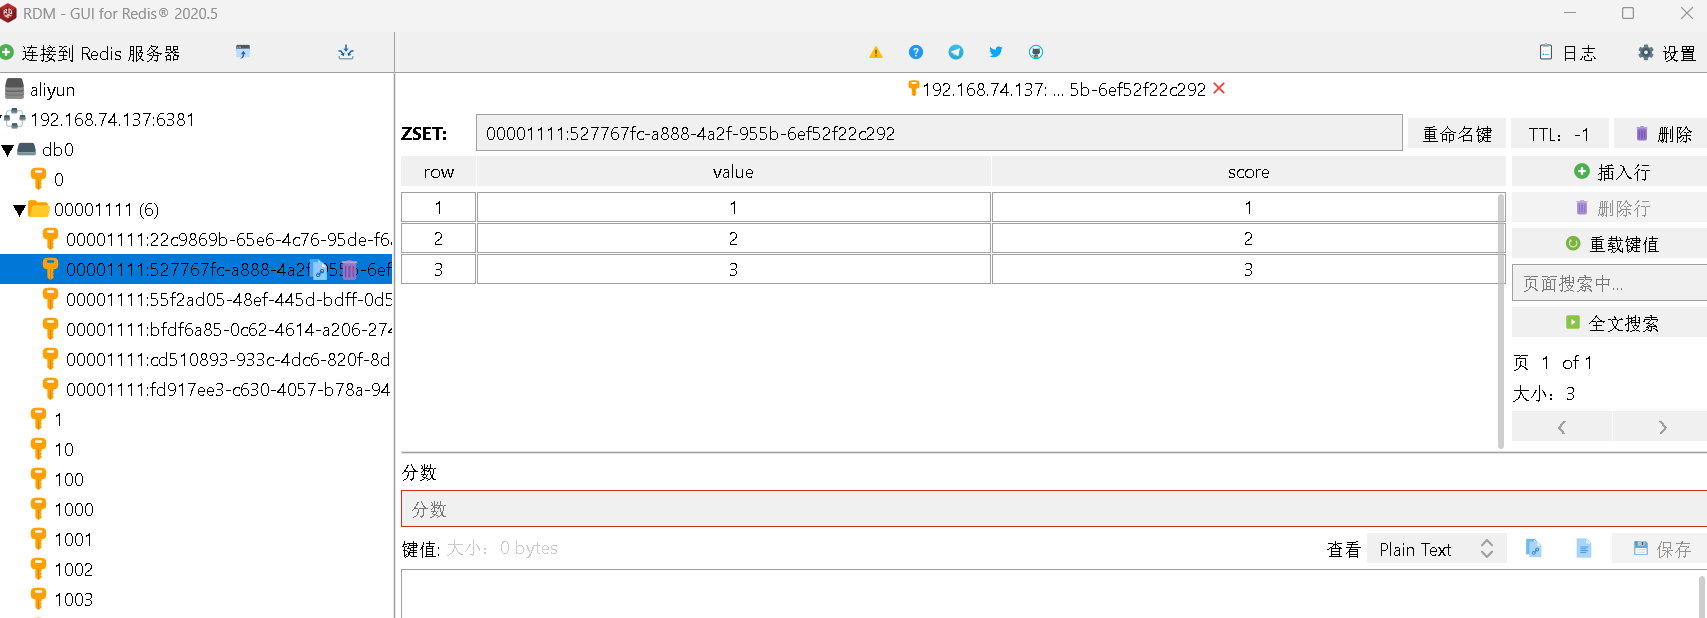 RDM - GUI for Redis® 2020.5
连接到 Redis 服务器
日志
设置
aliyun
192.168.74.137:6381
db0
0
00001111 (6)
00001111:22c9869b-65e6-4c76-95de-f6
00001111:527767fc-a888-4a2f-955b-6ef
00001111:55f2ad05-48ef-445d-bdff-0d5
00001111:bfdf6a85-0c62-4614-a206-274
00001111:cd510893-933c-4dc6-820f-8d
00001111:fd917ee3-c630-4057-b78a-94
1
10
100
1000
1001
1002
1003
192.168.74.137: ... 5b-6ef52f22c292
ZSET: 00001111:527767fc-a888-4a2f-955b-6ef52f22c292 重命名键 TTL: -1 删除
row value score
1 1 1
2 2 2
3 3 3
插入行
删除行
重载键值
页面搜索中...
全文搜索
页 1 of 1
大小: 3
分数
分数
键值: 大小: 0 bytes 查看 Plain Text 保存